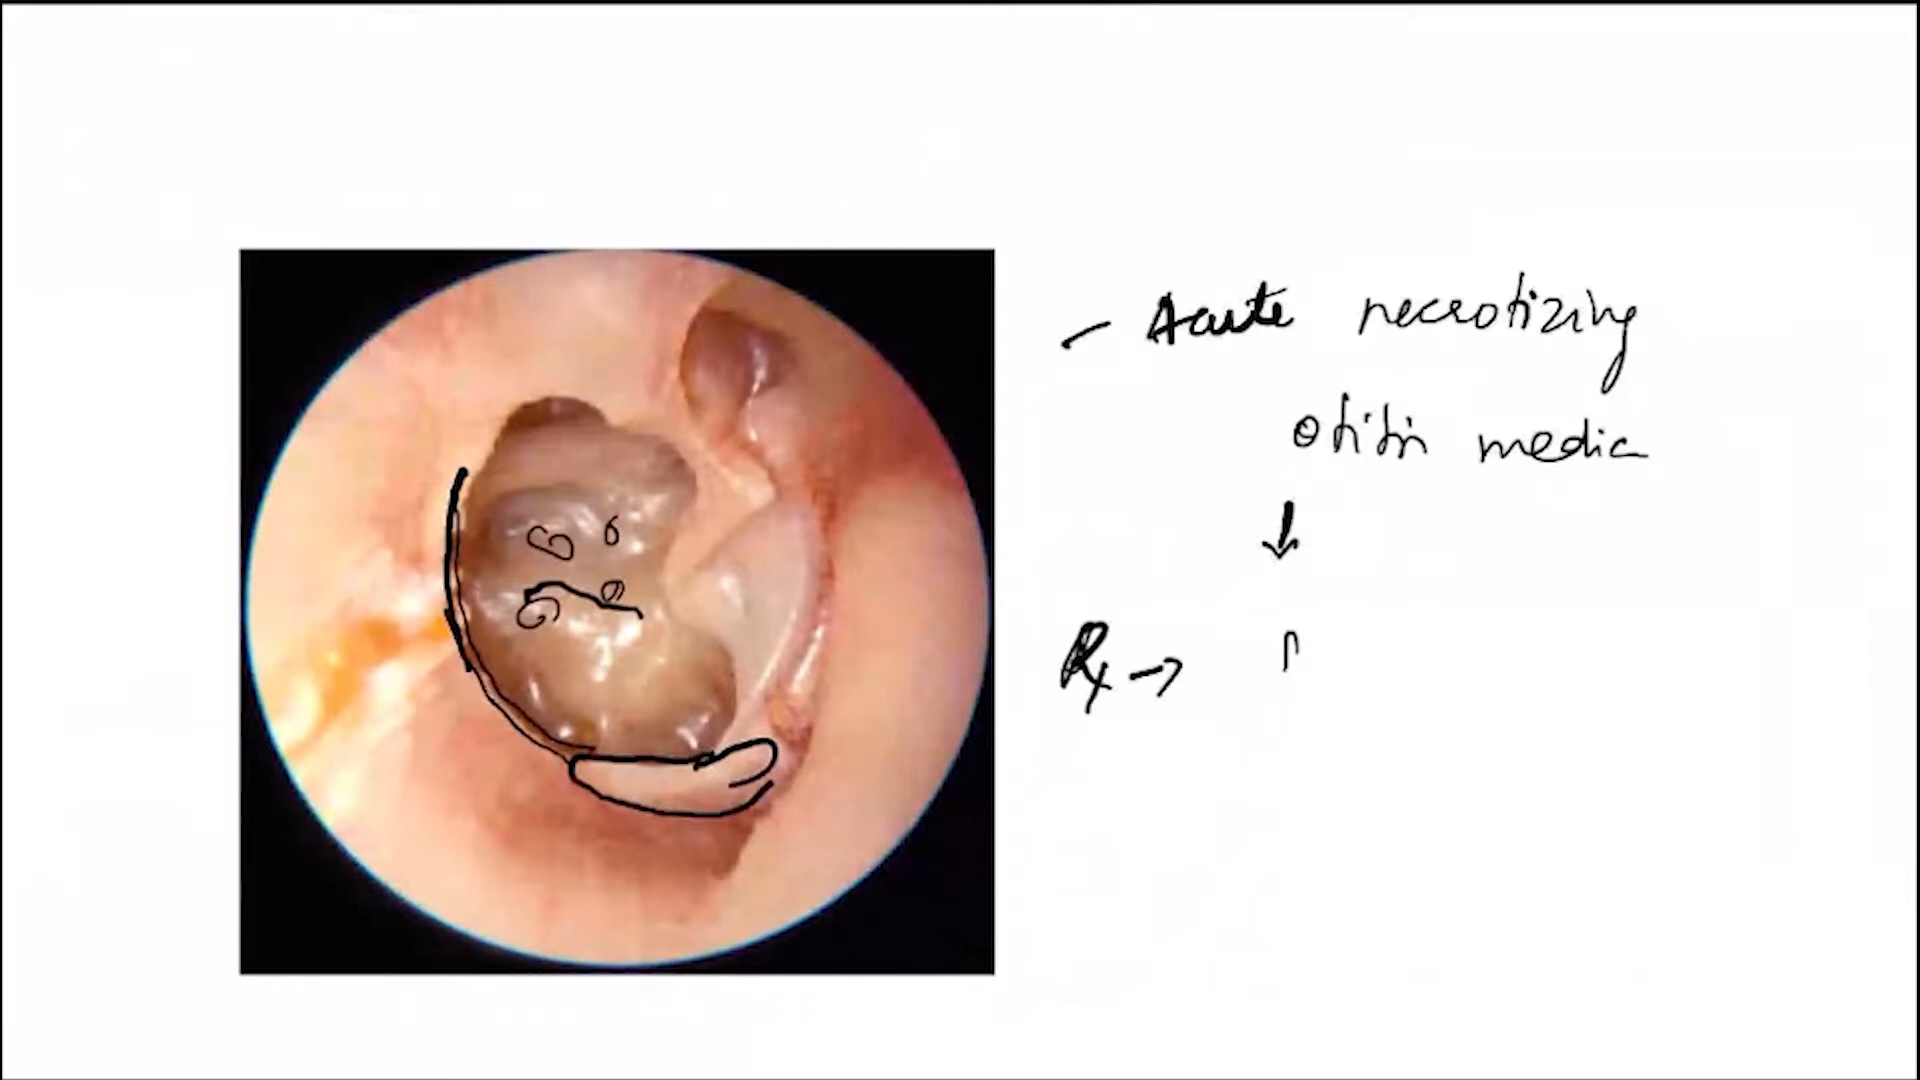 - Acute necrotizing
otitis media
↓
Rx →